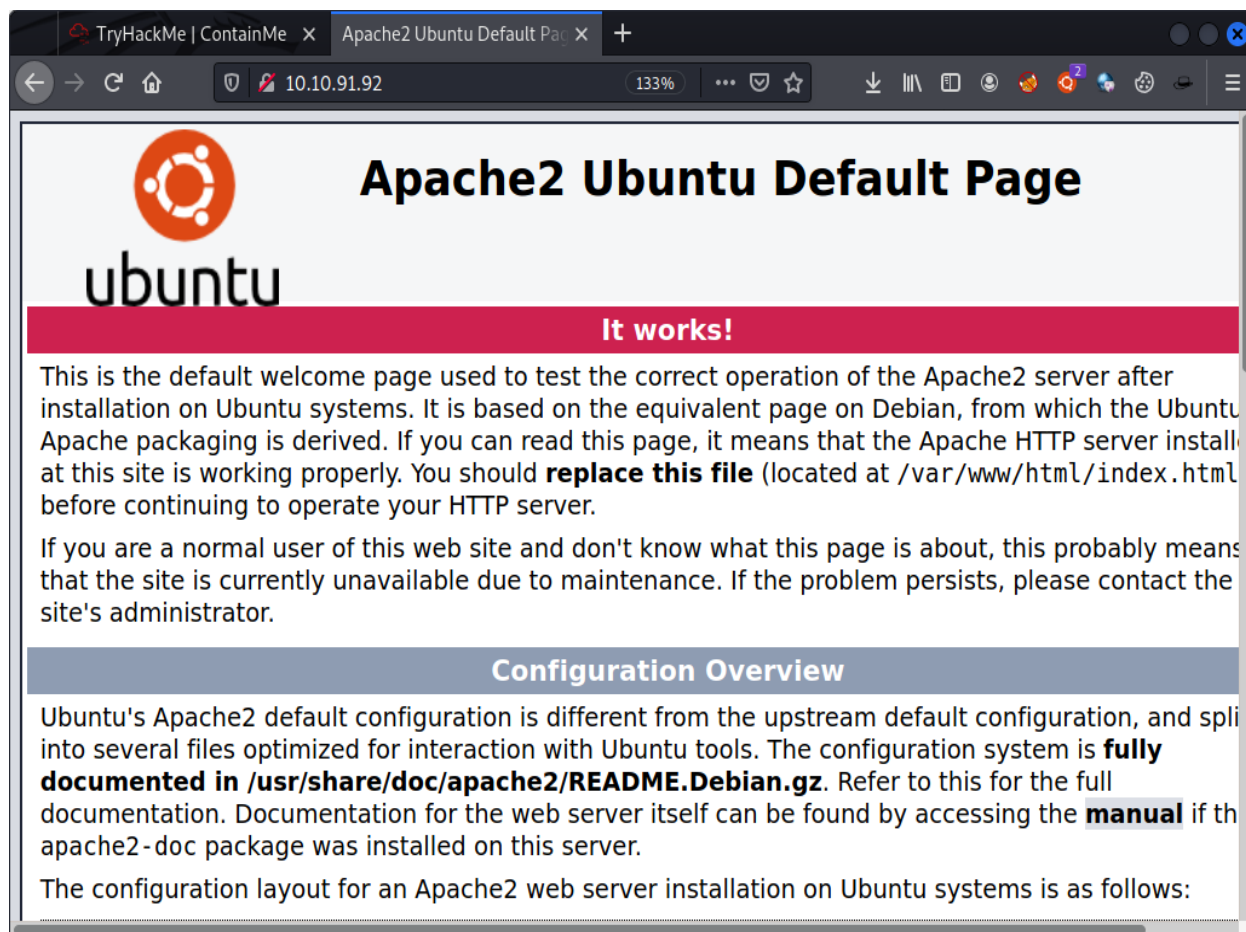 TryHackMe | ContainMe
Apache2 Ubuntu Default Pag
10.10.91.92
133%
2
ubuntu
Apache2 Ubuntu Default Page
It works!
This is the default welcome page used to test the correct operation of the Apache2 server after
installation on Ubuntu systems. It is based on the equivalent page on Debian, from which the Ubuntu
Apache packaging is derived. If you can read this page, it means that the Apache HTTP server install
at this site is working properly. You should replace this file (located at /var/www/html/index.html
before continuing to operate your HTTP server.
If you are a normal user of this web site and don't know what this page is about, this probably means
that the site is currently unavailable due to maintenance. If the problem persists, please contact the
site's administrator.
Configuration Overview
Ubuntu's Apache2 default configuration is different from the upstream default configuration, and spli
into several files optimized for interaction with Ubuntu tools. The configuration system is fully
documented in /usr/share/doc/apache2/README.Debian.gz. Refer to this for the full
documentation. Documentation for the web server itself can be found by accessing the manual if th
apache2-doc package was installed on this server.
The configuration layout for an Apache2 web server installation on Ubuntu systems is as follows: